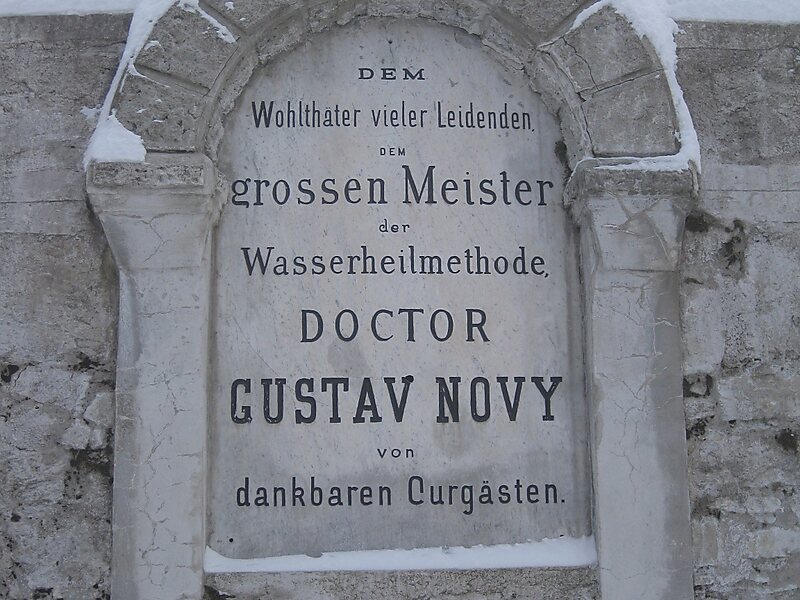 DEM
Wohlthäter vieler Leidenden,
DEM
grossen Meister
der
Wasserheilmethode,
DOCTOR
GUSTAV NOVY
von
dankbaren Curgästen.